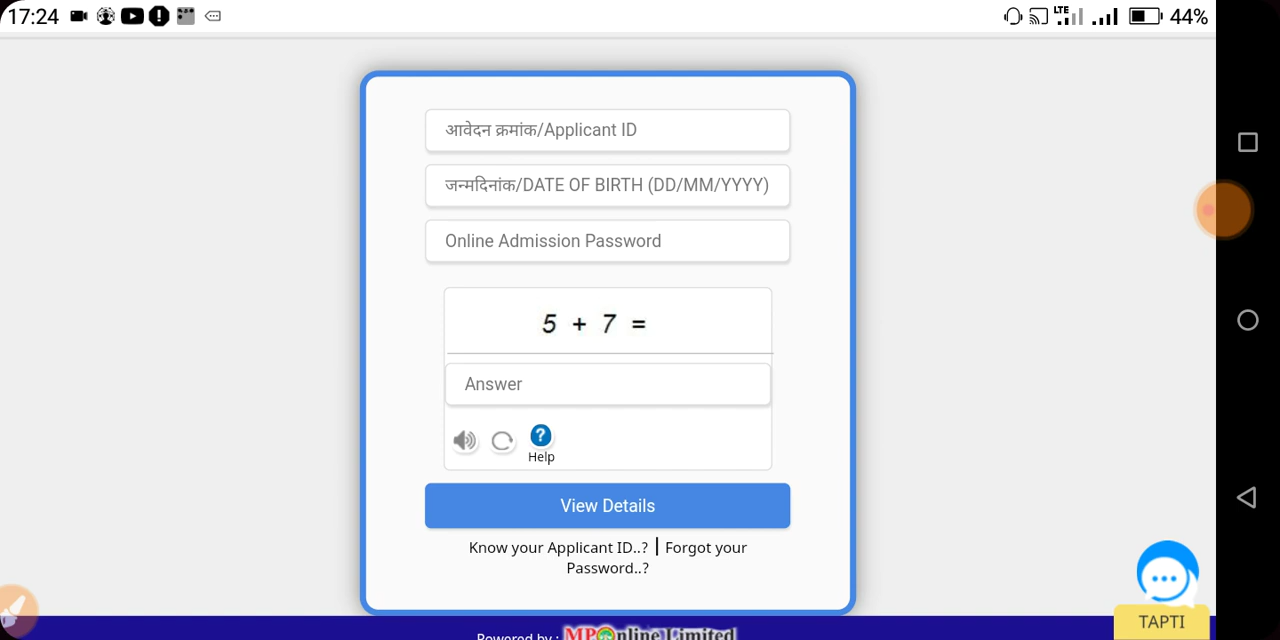 17:24 LTE 44%
आवेदन क्रमांक/Applicant ID
जन्मदिनांक/DATE OF BIRTH (DD/MM/YYYY)
Online Admission Password
5 + 7 =
Answer
?
Help
View Details
Know your Applicant ID..? | Forgot your
Password..?
TAPTI
Powered by : MPOnline Limited